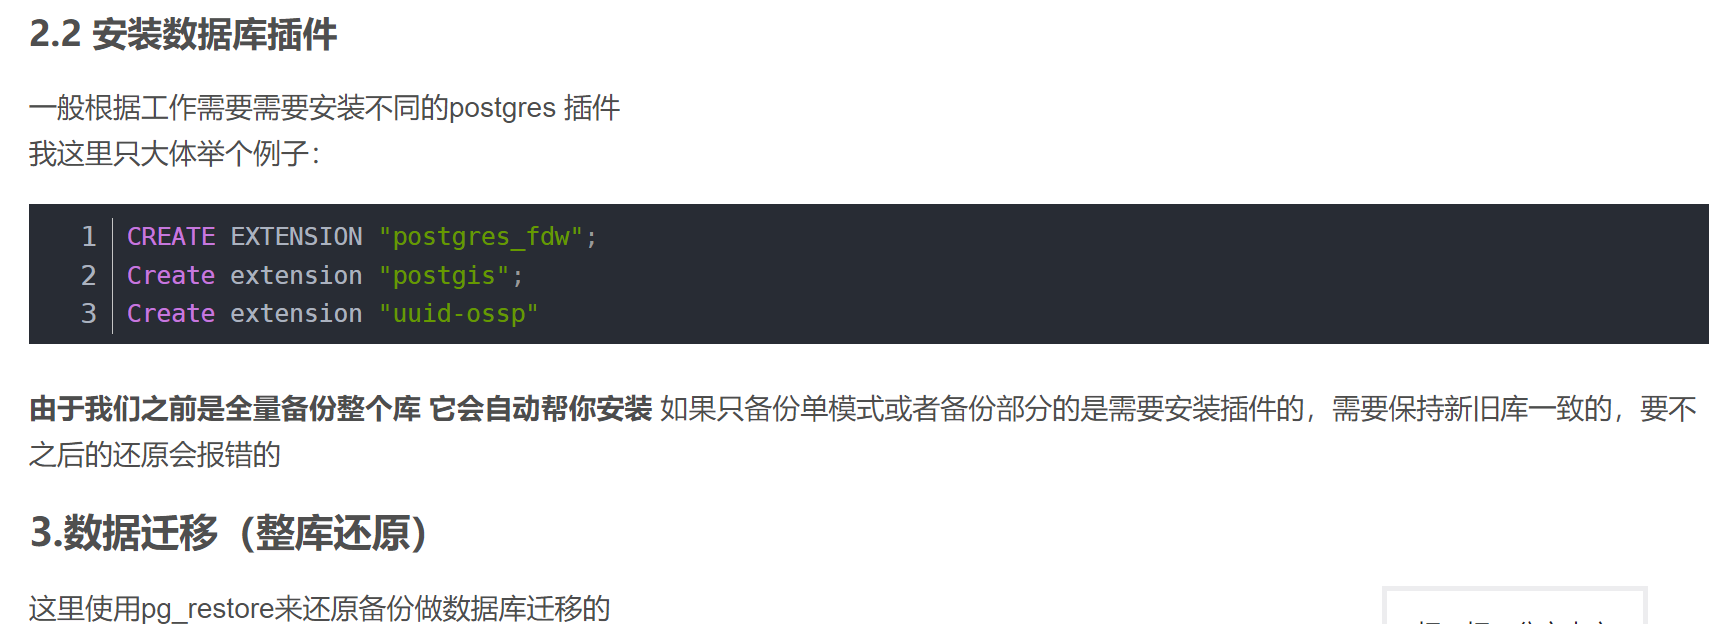 2.2 安装数据库插件
一般根据工作需要需要安装不同的postgres 插件
我这里只大体举个例子：
1 CREATE EXTENSION "postgres_fdw";
2 Create extension "postgis";
3 Create extension "uuid-ossp"
由于我们之前是全量备份整个库 它会自动帮你安装 如果只备份单模式或者备份部分的是需要安装插件的，需要保持新旧库一致的，要不
之后的还原会报错的
3.数据迁移（整库还原）
这里使用pg_restore来还原备份做数据库迁移的